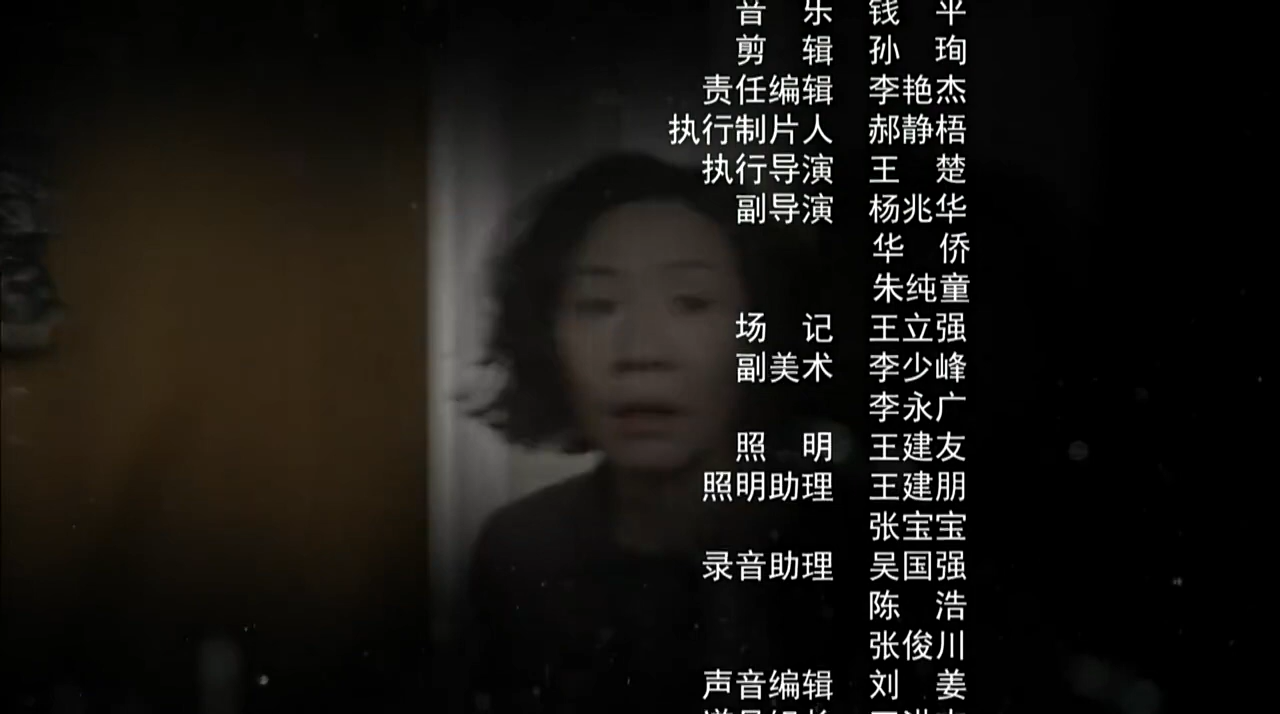 音 乐 钱 平
剪 辑 孙 珣
责任编辑 李艳杰
执行制片人 郝静梧
执行导演 王 楚
副导演 杨兆华
华 侨
朱纯童
场 记 王立强
副美术 李少峰
李永广
照 明 王建友
照明助理 王建朋
张宝宝
录音助理 吴国强
陈 浩
张俊川
声音编辑 刘 姜